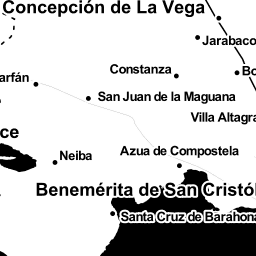 Concepción de La Vega
Jarabaco
Constanza
Bo
arfán
San Juan de la Maguana
Villa Altagra
ce
Neiba
Azua de Compostela
Benemérita de San Cristób
Santa Cruz de Barahona